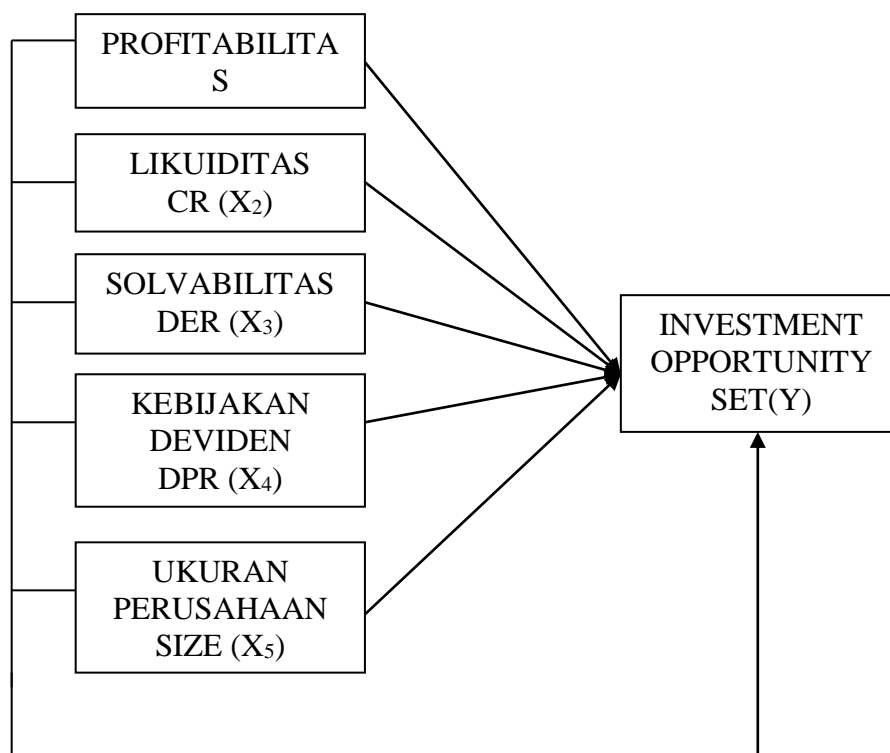 PROFITABILITA
S
LIKUIDITAS
CR (X₂)
SOLVABILITAS
DER (X₃)
KEBIJAKAN
DEVIDEN
DPR (X₄)
UKURAN
PERUSAHAAN
SIZE (X₅)
INVESTMENT
OPPORTUNITY
SET(Y)